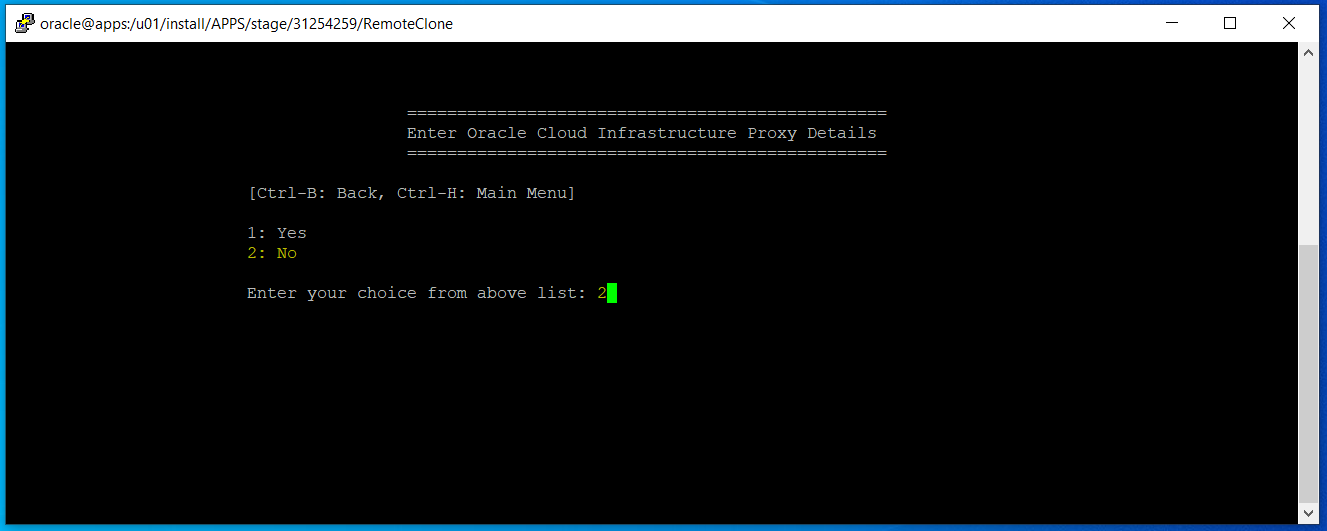 oracle@apps:/u01/install/APPS/stage/31254259/RemoteClone
================================================
Enter Oracle Cloud Infrastructure Proxy Details
================================================
[Ctrl-B: Back, Ctrl-H: Main Menu]
1: Yes
2: No
Enter your choice from above list: 2